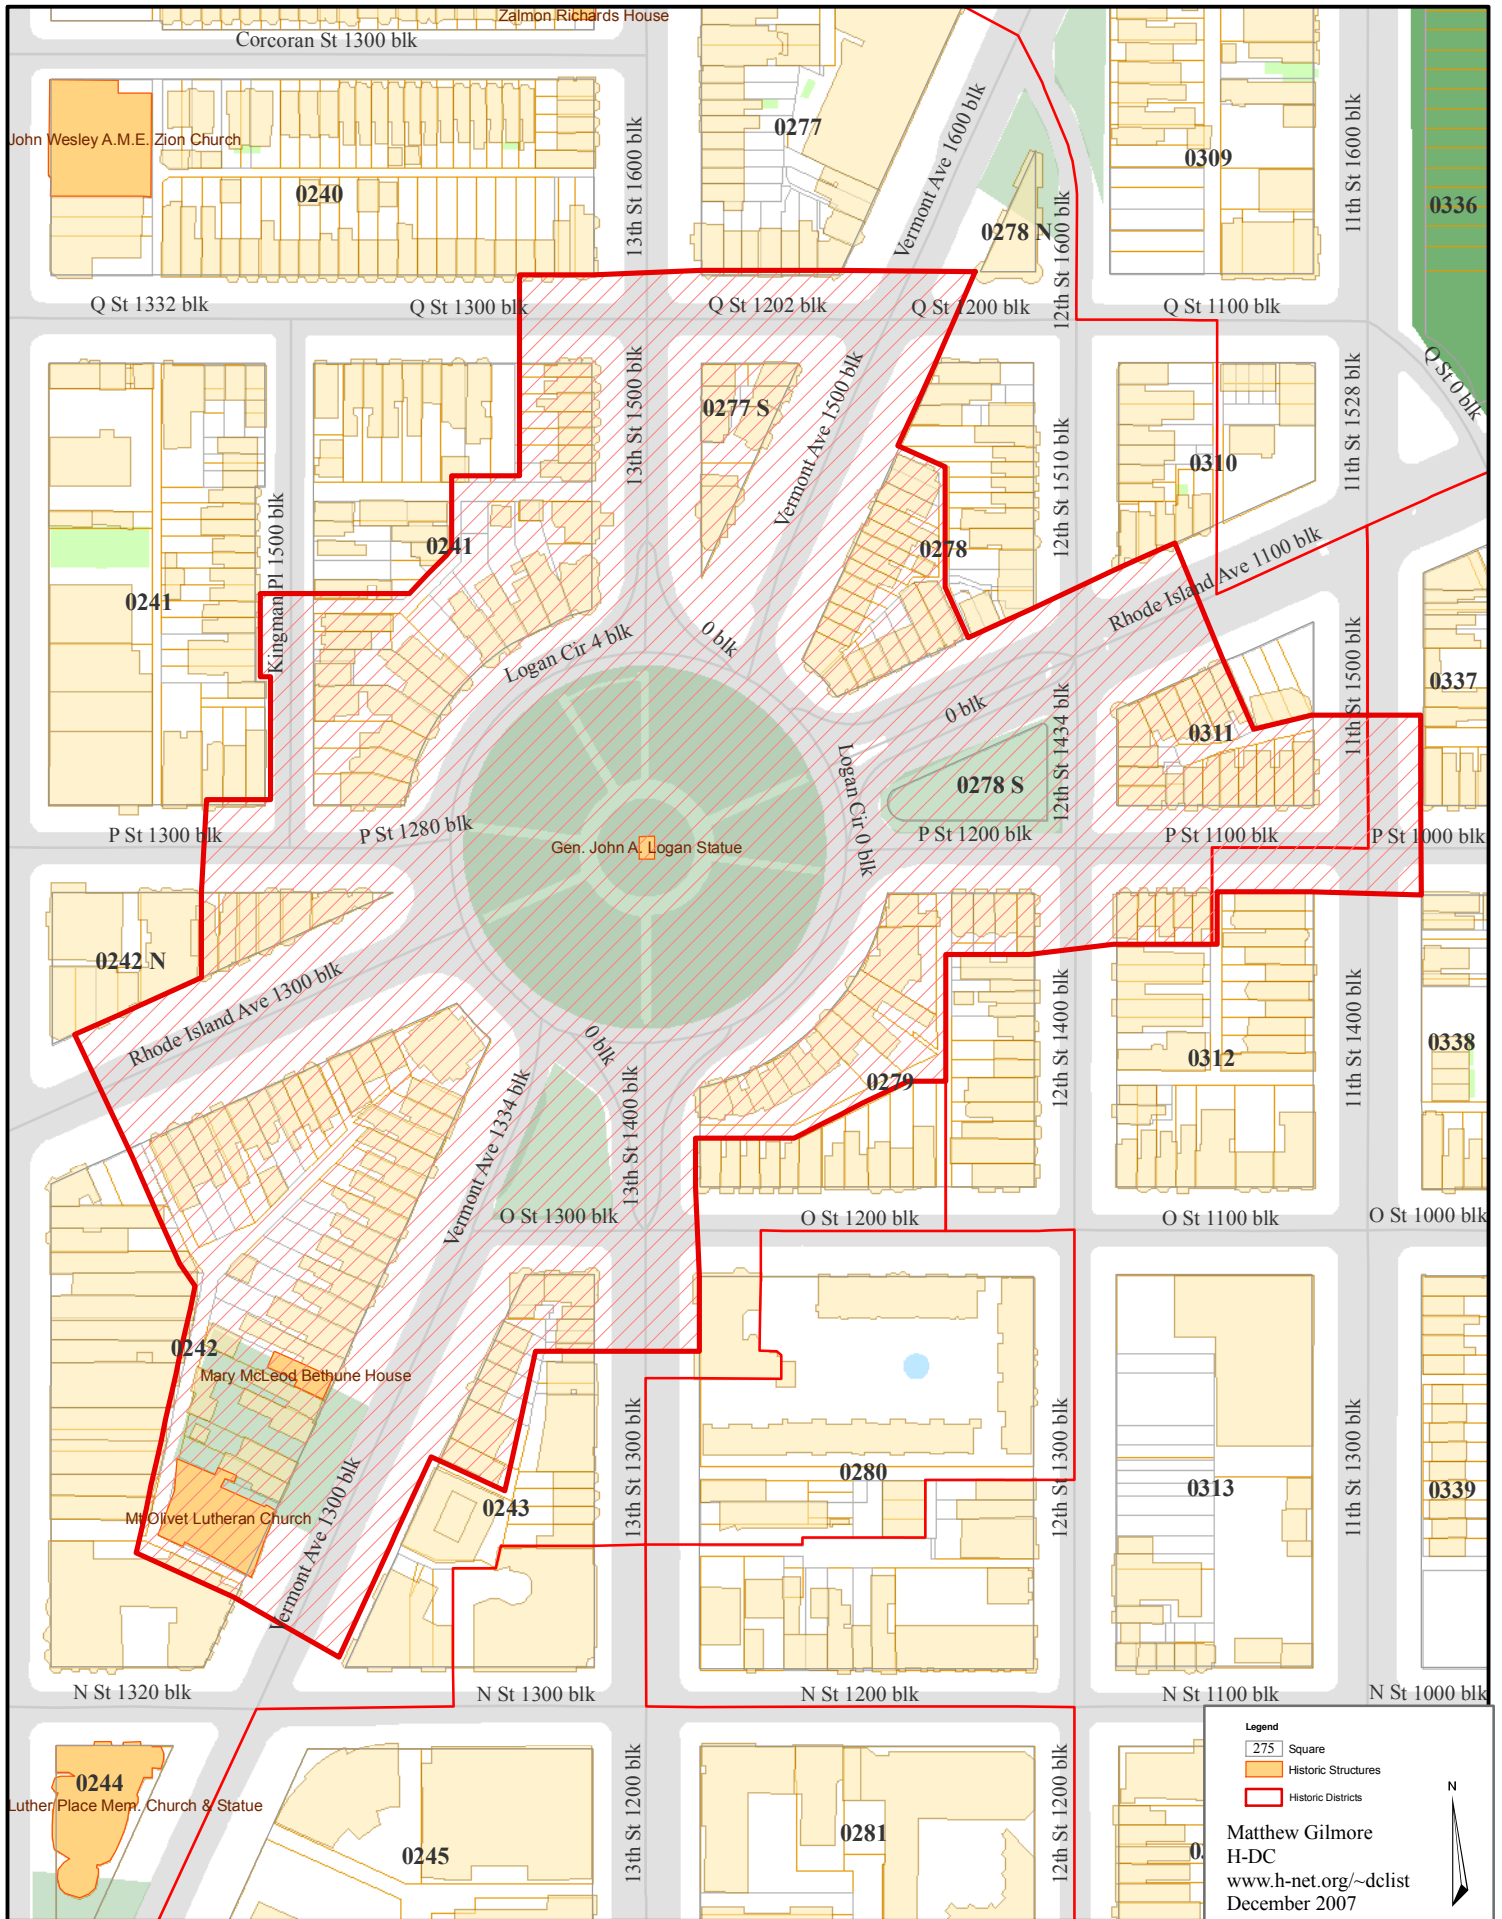 Zalmon Richards House
Corcoran St 1300 blk
John Wesley A.M.E. Zion Church
0240
13th St 1600 blk
0277
Vermont Ave 1600 blk
0278 N
12th St 1600 blk
0309
11th St 1600 blk
0336
Q St 1332 blk
Q St 1300 blk
Q St 1202 blk
Q St 1200 blk
Q St 1100 blk
Q St 0 blk
0241
Kingman Pl 1500 blk
0241
13th St 1500 blk
0277 S
Vermont Ave 1500 blk
0278
12th St 1510 blk
0310
11th St 1528 blk
Rhode Island Ave 1100 blk
Logan Cir 4 blk
0 blk
0 blk
Logan Cir 0 blk
0278 S
12th St 1434 blk
0311
11th St 1500 blk
0337
P St 1300 blk
P St 1280 blk
Gen. John A. Logan Statue
P St 1200 blk
P St 1100 blk
P St 1000 blk
0242 N
Rhode Island Ave 1300 blk
0 blk
Vermont Ave 1334 blk
13th St 1400 blk
0279
12th St 1400 blk
0312
11th St 1400 blk
0338
O St 1300 blk
O St 1200 blk
O St 1100 blk
O St 1000 blk
0242
Mary McLeod Bethune House
Mt Olivet Lutheran Church
Vermont Ave 1300 blk
0243
13th St 1300 blk
0280
12th St 1300 blk
0313
11th St 1300 blk
0339
N St 1320 blk
N St 1300 blk
N St 1200 blk
N St 1100 blk
N St 1000 blk
0244
Luther Place Mem. Church & Statue
0245
13th St 1200 blk
0281
12th St 1200 blk
Legend
275 Square
Historic Structures
Historic Districts
N
Matthew Gilmore
H-DC
www.h-net.org/~dclist
December 2007